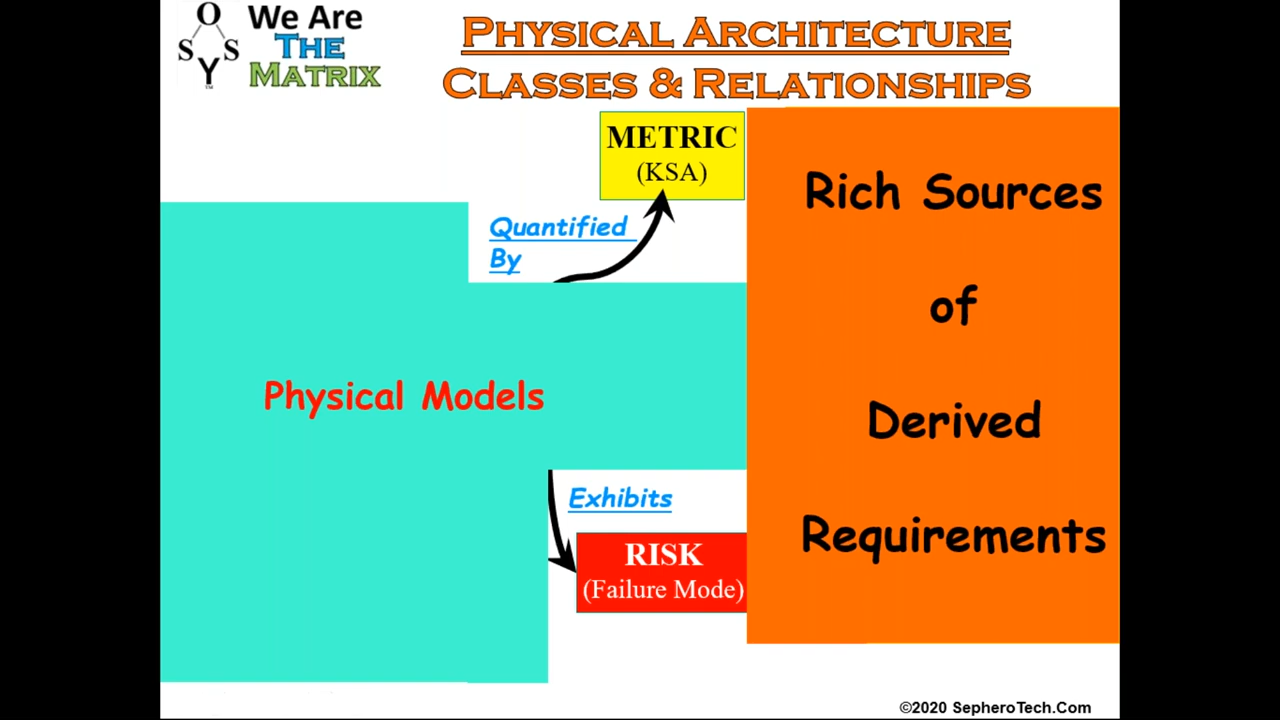 O
S S
Y
™
We Are
THE
MATRIX
PHYSICAL ARCHITECTURE
CLASSES & RELATIONSHIPS
METRIC
(KSA)
Quantified
By
Rich Sources
of
Derived
Requirements
Physical Models
Exhibits
RISK
(Failure Mode)
©2020 SepheroTech.Com